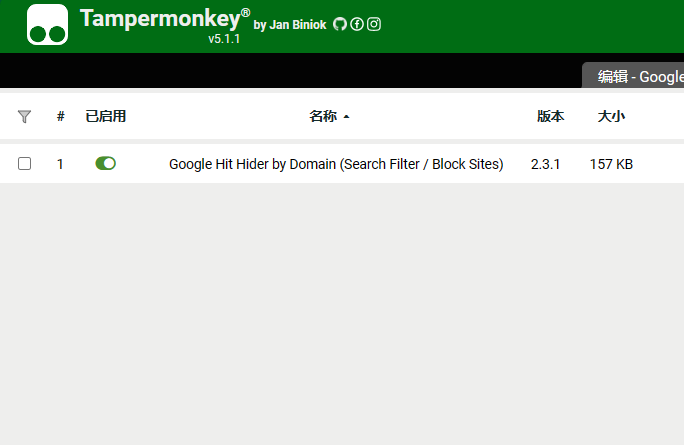 Tampermonkey® by Jan Biniok
v5.1.1
编辑 - Google
# 已启用 名称 版本 大小
1 Google Hit Hider by Domain (Search Filter / Block Sites) 2.3.1 157 KB